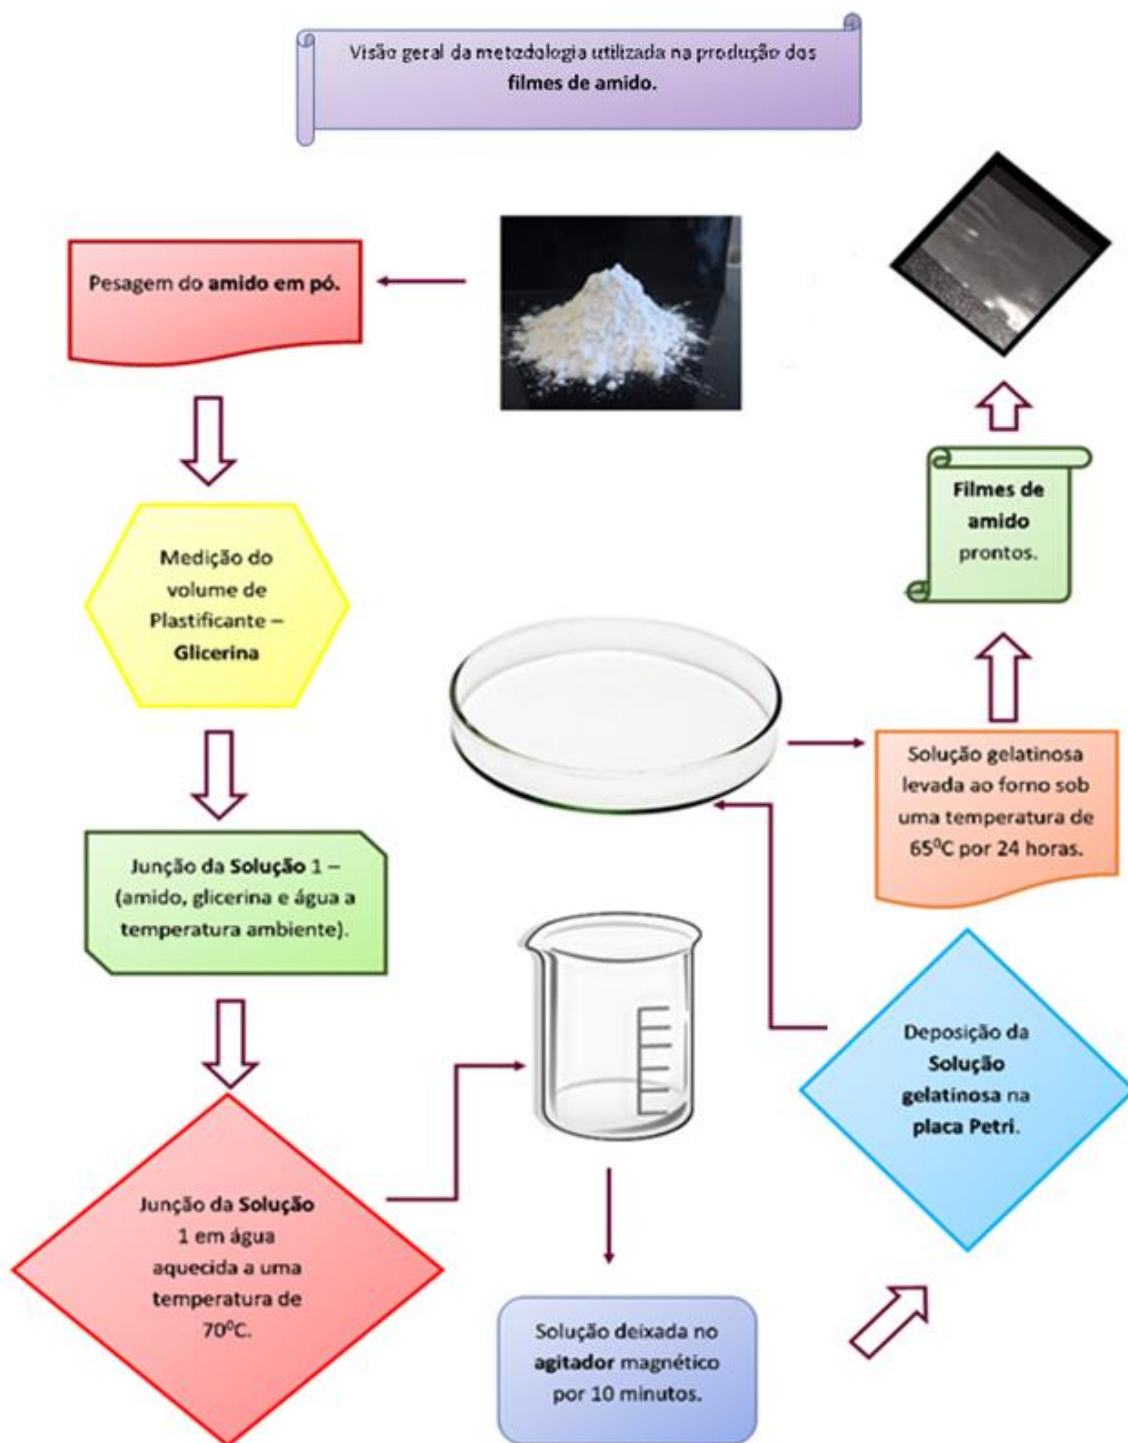 Visão geral da metodologia utilizada na produção dos
filmes de amido.
Pesagem do amido em pó.
Medição do
volume de
Plastificante –
Glicerina
Junção da Solução 1 –
(amido, glicerina e água a
temperatura ambiente).
Junção da Solução
1 em água
aquecida a uma
temperatura de
70⁰C.
Solução deixada no
agitador magnético
por 10 minutos.
Deposição da
Solução
gelatinosa na
placa Petri.
Solução gelatinosa
levada ao forno sob
uma temperatura de
65⁰C por 24 horas.
Filmes de
amido
prontos.